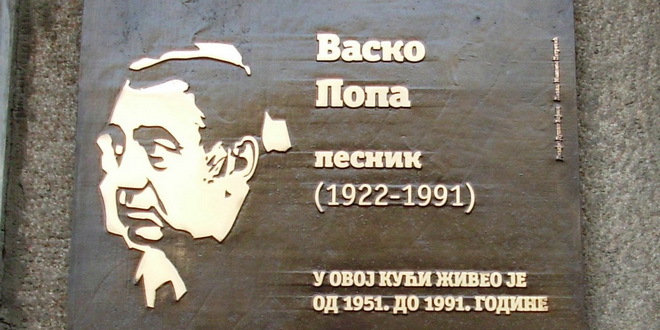 Васко
Попа
песник
(1922-1991)
У ОВОЈ КУЋИ ЖИВЕО ЈЕ
ОД 1951. ДО 1991. ГОДИНЕ